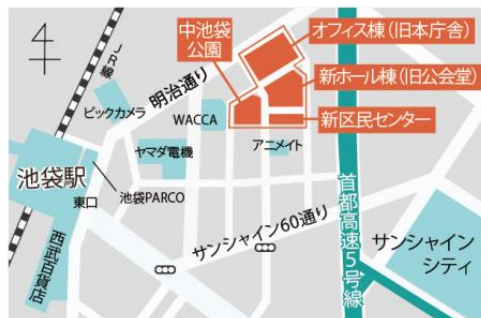 中池袋
公園
オフィス棟(旧本庁舎)
新ホール棟(旧公会堂)
新区民センター
JR線
明治通り
ビックカメラ
WACCA
ヤマダ電機
アニメイト
池袋駅
東口
池袋PARCO
西武百貨店
サンシャイン60通り
首都高速5号線
サンシャイン
シティ